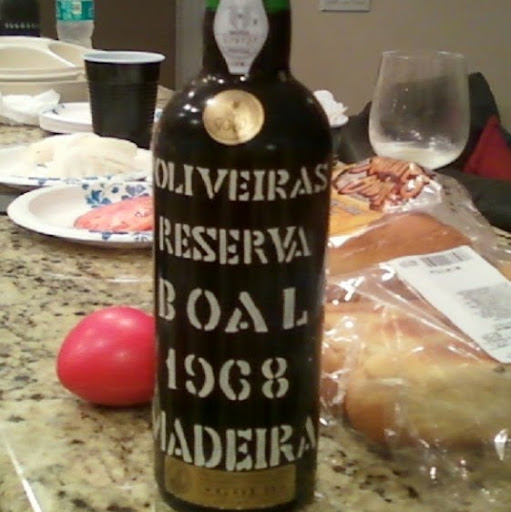 OLIVEIRAS
RESERVA
BOAL
1968
MADEIRA